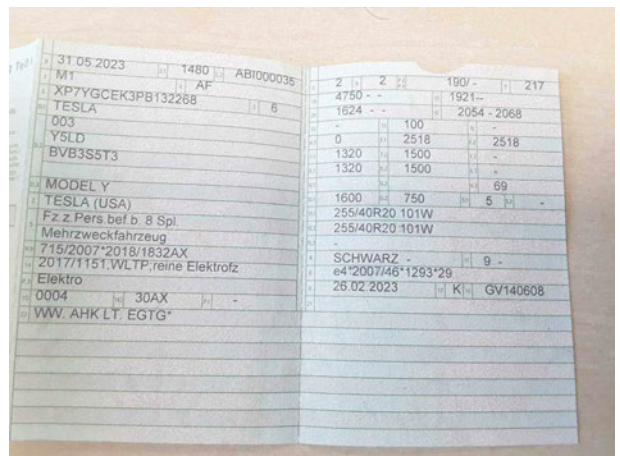 31.05.2023 1480 ABI000035
M1 AF
XP7YGCEK3PB132268 6
TESLA
003
Y5LD
BVB3S5T3
MODEL Y
TESLA (USA)
Fz.z.Pers.bef.b. 8 Spl.
Mehrzweckfahrzeug
715/2007*2018/1832AX
2017/1151,WLTP;reine Elektrofz
Elektro
0004 30AX -
WW. AHK LT. EGTG*
2 2 190/ - 217
4750 - - 1921--
1624 - - 2054 - 2068
- 100 -
0 2518 2518
1320 1500 -
1320 1500 -
69
1600 750 5 -
255/40R20 101W
255/40R20 101W
-
SCHWARZ - 9 -
e4*2007/46*1293*29
26.02.2023 K GV140608